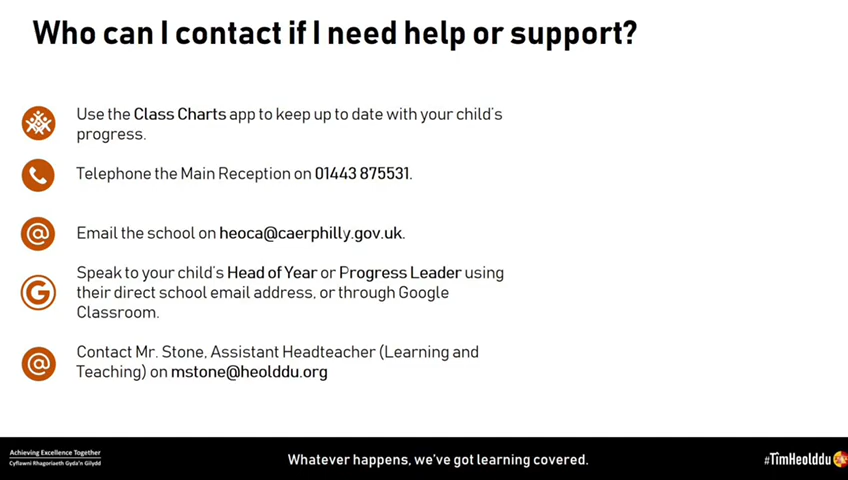 Who can I contact if I need help or support?
Use the Class Charts app to keep up to date with your child's
progress.
Telephone the Main Reception on 01443 875531.
@
Email the school on heoca@caerphilly.gov.uk.
G
Speak to your child's Head of Year or Progress Leader using
their direct school email address, or through Google
Classroom.
@
Contact Mr. Stone, Assistant Headteacher (Learning and
Teaching) on mstone@heolddu.org
Achieving Excellence Together
Cyflawni Rhagoriaeth Gyda'n Gilydd
Whatever happens, we've got learning covered.
#TîmHeolddu